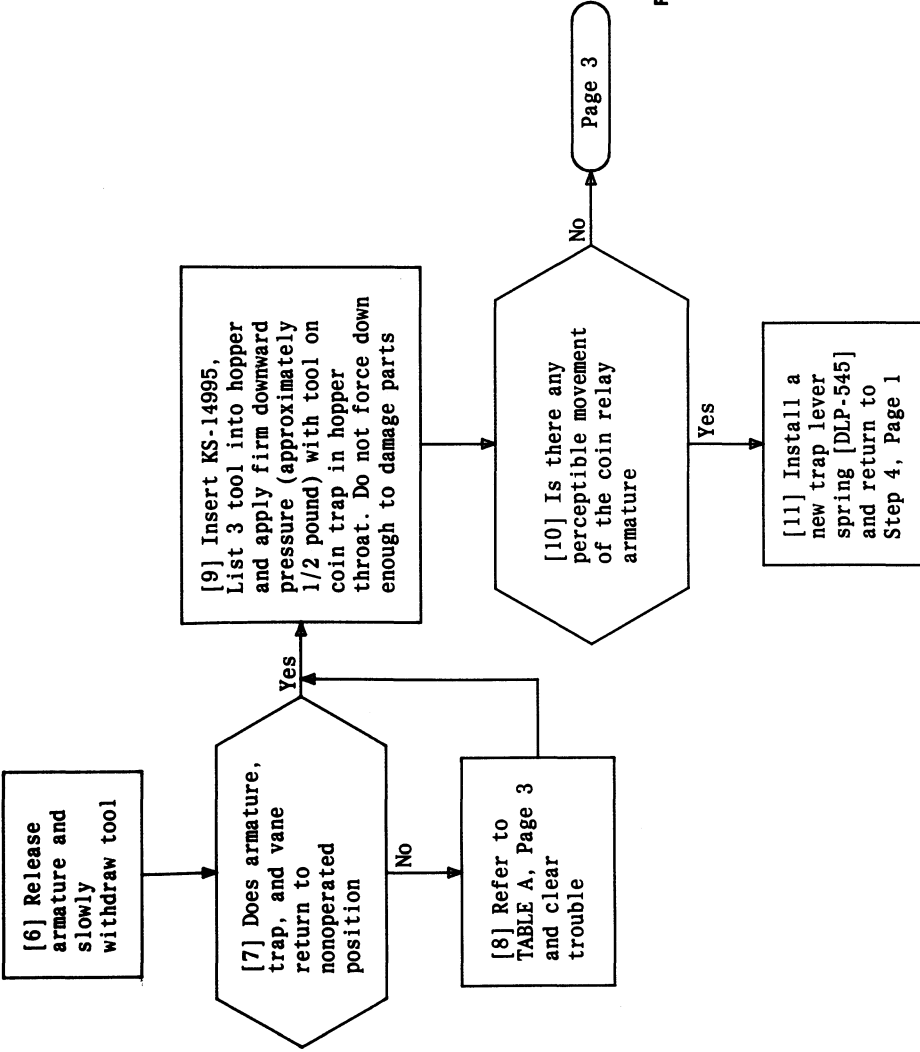 [6] Release
armature and
slowly
withdraw tool
[7] Does armature,
trap, and vane
return to
nonoperated
position
Yes
No
[8] Refer to
TABLE A, Page 3
and clear
trouble
[9] Insert KS-14995,
List 3 tool into hopper
and apply firm downward
pressure (approximately
1/2 pound) with tool on
coin trap in hopper
throat. Do not force down
enough to damage parts
[10] Is there any
perceptible movement
of the coin relay
armature
No
Page 3
Yes
[11] Install a
new trap lever
spring [DLP-545]
and return to
Step 4, Page 1